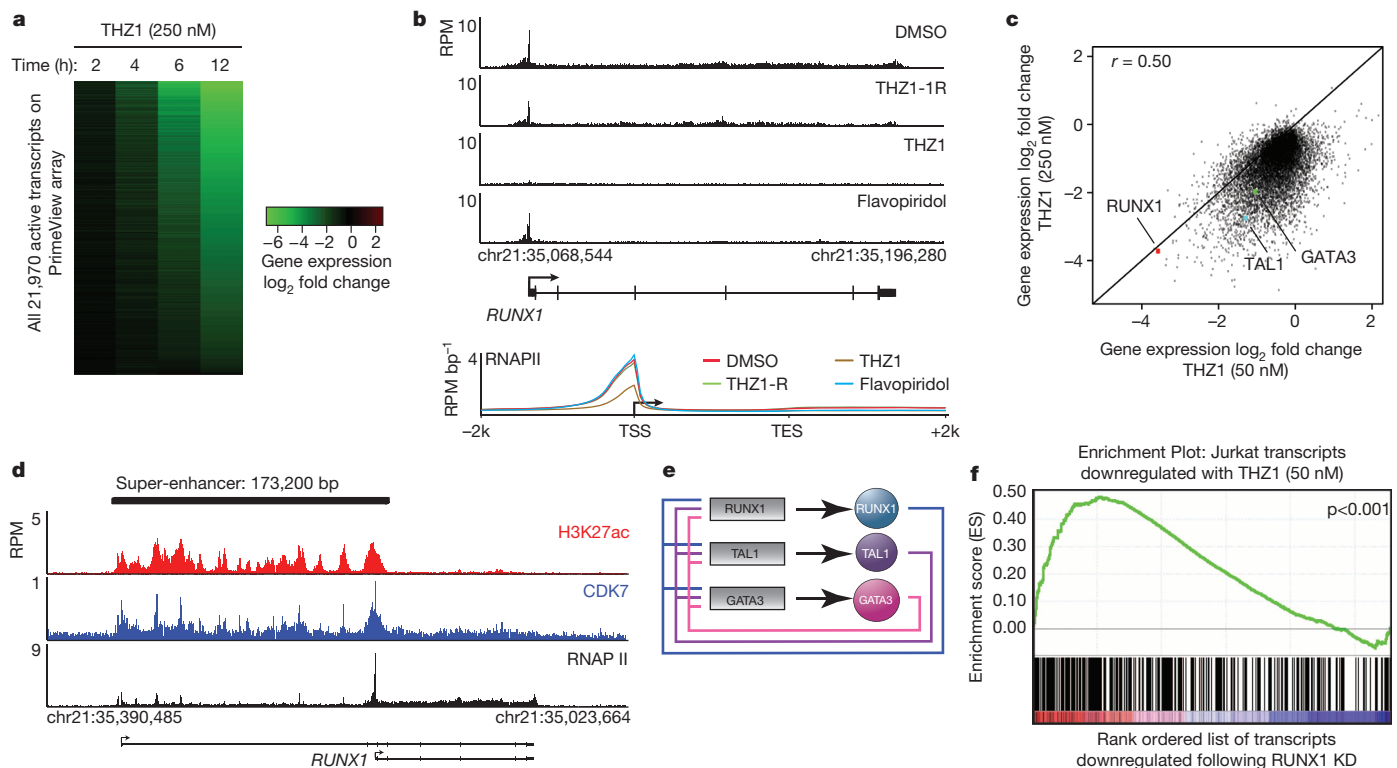 a
THZ1 (250 nM)
Time (h): 2 4 6 12
All 21,970 active transcripts on
PrimeView array
−6 −4 −2 0 2
Gene expression
log2 fold change
b
RPM
10
DMSO
10
THZ1-1R
10
THZ1
10
Flavopiridol
chr21:35,068,544 chr21:35,196,280
RUNX1
4
RPM bp−1
RNAPII
DMSO THZ1
THZ1-R Flavopiridol
−2k TSS TES +2k
c
r = 0.50
Gene expression log2 fold change
THZ1 (250 nM)
2
0
−2
−4
RUNX1
TAL1
GATA3
−4 −2 0 2
Gene expression log2 fold change
THZ1 (50 nM)
d
Super-enhancer: 173,200 bp
RPM
5
H3K27ac
1
CDK7
9
RNAP II
chr21:35,390,485 chr21:35,023,664
RUNX1
e
RUNX1 RUNX1
TAL1 TAL1
GATA3 GATA3
f
Enrichment Plot: Jurkat transcripts
downregulated with THZ1 (50 nM)
p<0.001
Enrichment score (ES)
0.50
0.40
0.30
0.20
0.10
0.00
Rank ordered list of transcripts
downregulated following RUNX1 KD